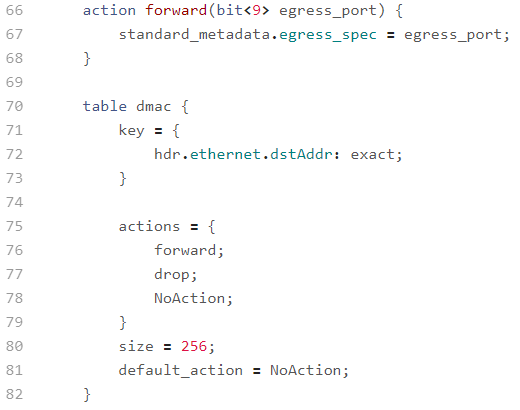 66 action forward(bit<9> egress_port) {
67 standard_metadata.egress_spec = egress_port;
68 }
69
70 table dmac {
71 key = {
72 hdr.ethernet.dstAddr: exact;
73 }
74
75 actions = {
76 forward;
77 drop;
78 NoAction;
79 }
80 size = 256;
81 default_action = NoAction;
82 }